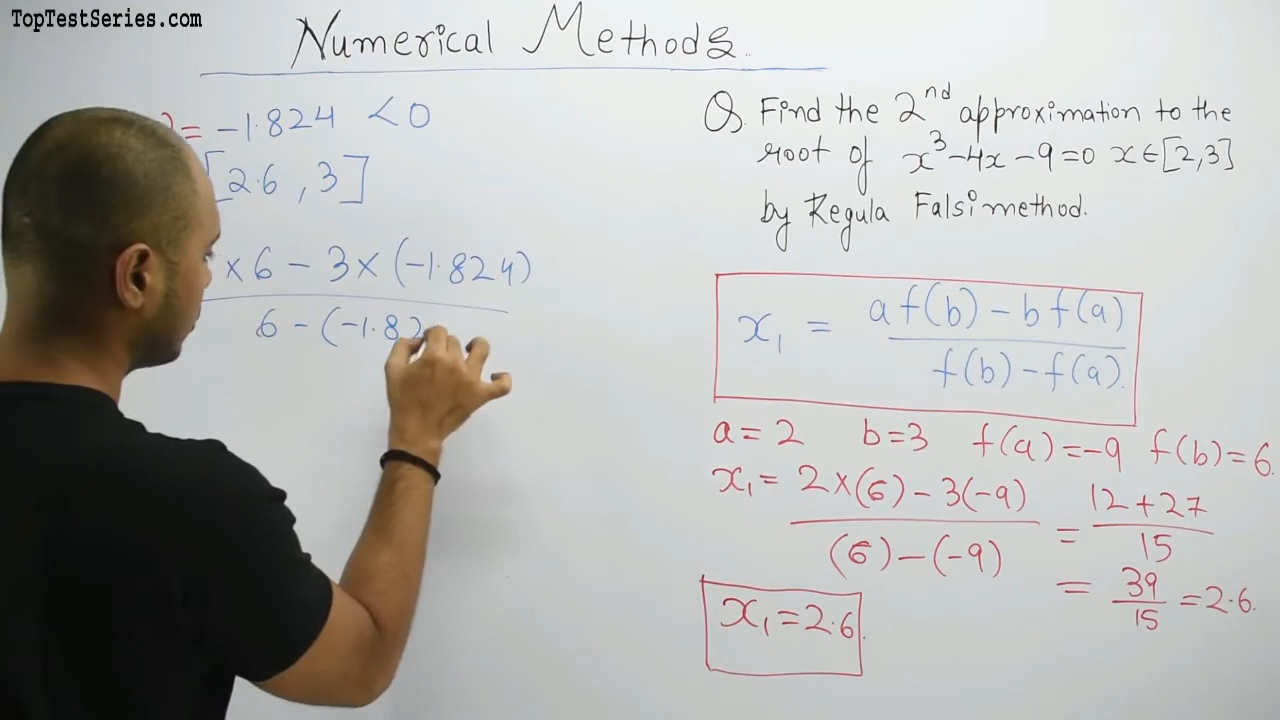 TopTestSeries.com
Numerical Methods.
= -1.824 < 0
[2.6, 3]
× 6 - 3 × (-1.824)
6 - (-1.82
Q. Find the 2nd approximation to the
root of x³-4x-9=0 x∈[2,3]
by Regula Falsi method.
x₁ = a f(b) - b f(a)
f(b) - f(a).
a = 2 b = 3 f(a) = -9 f(b) = 6.
x₁ = 2×(6) - 3(-9) = 12+27
(6) - (-9) 15
= 39/15 = 2.6.
x₁ = 2.6.